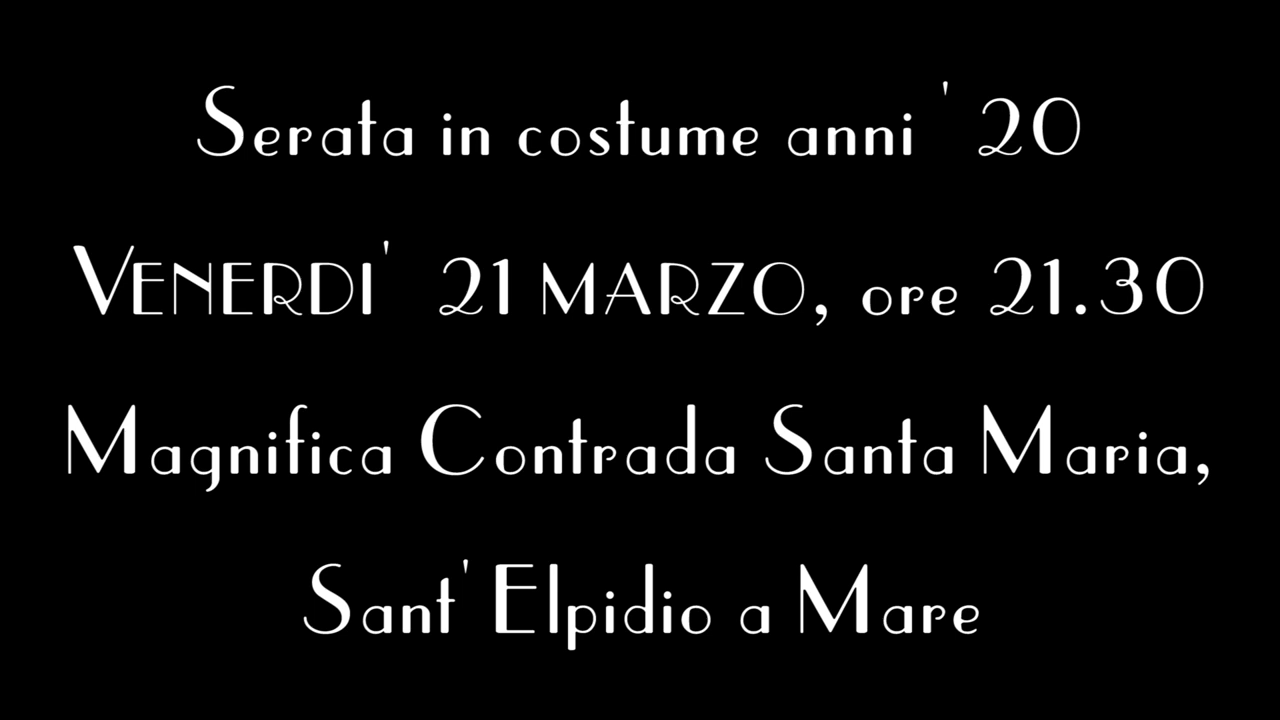 Serata in costume anni '20
VENERDI' 21 MARZO, ore 21.30
Magnifica Contrada Santa Maria,
Sant'Elpidio a Mare